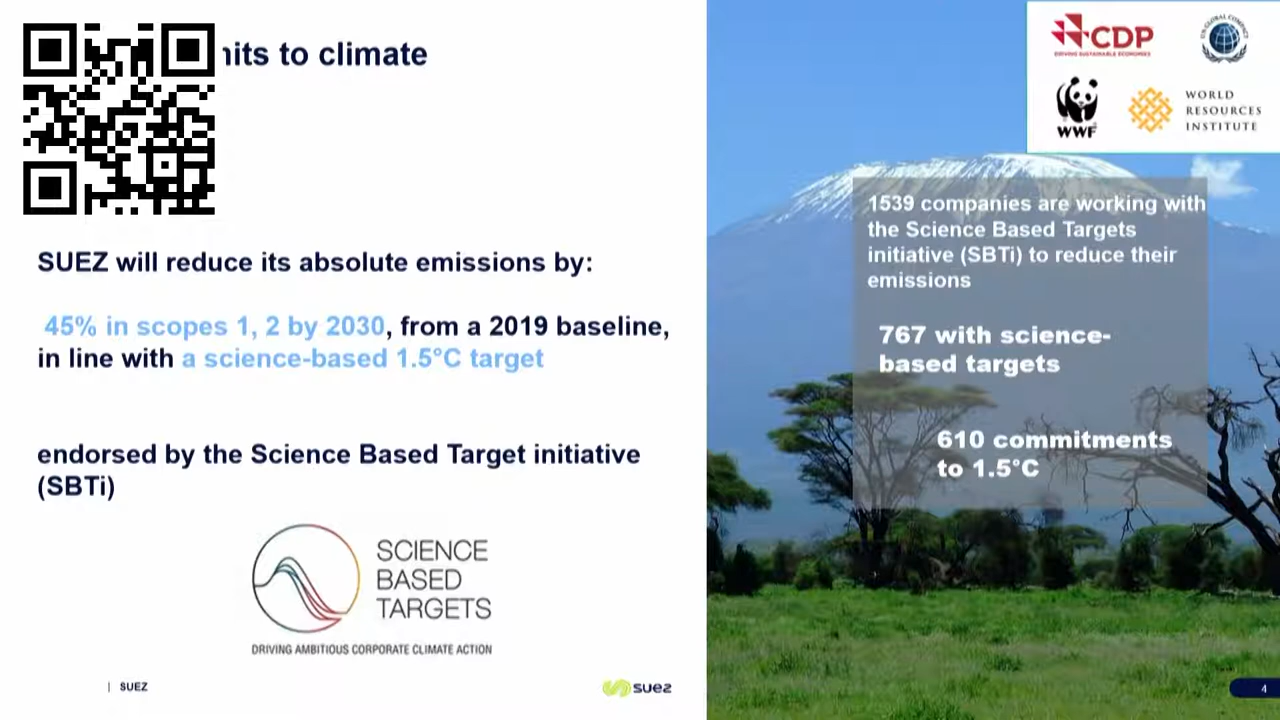 to climate
SUEZ will reduce its absolute emissions by:
45% in scopes 1, 2 by 2030, from a 2019 baseline,
in line with a science-based 1.5°C target
endorsed by the Science Based Target initiative
(SBTi)
SCIENCE
BASED
TARGETS
DRIVING AMBITIOUS CORPORATE CLIMATE ACTION
| SUEZ
suez
CDP
DRIVING SUSTAINABLE ECONOMIES
WWF
WORLD
RESOURCES
INSTITUTE
1539 companies are working with
the Science Based Targets
initiative (SBTi) to reduce their
emissions
767 with science-
based targets
610 commitments
to 1.5°C
4